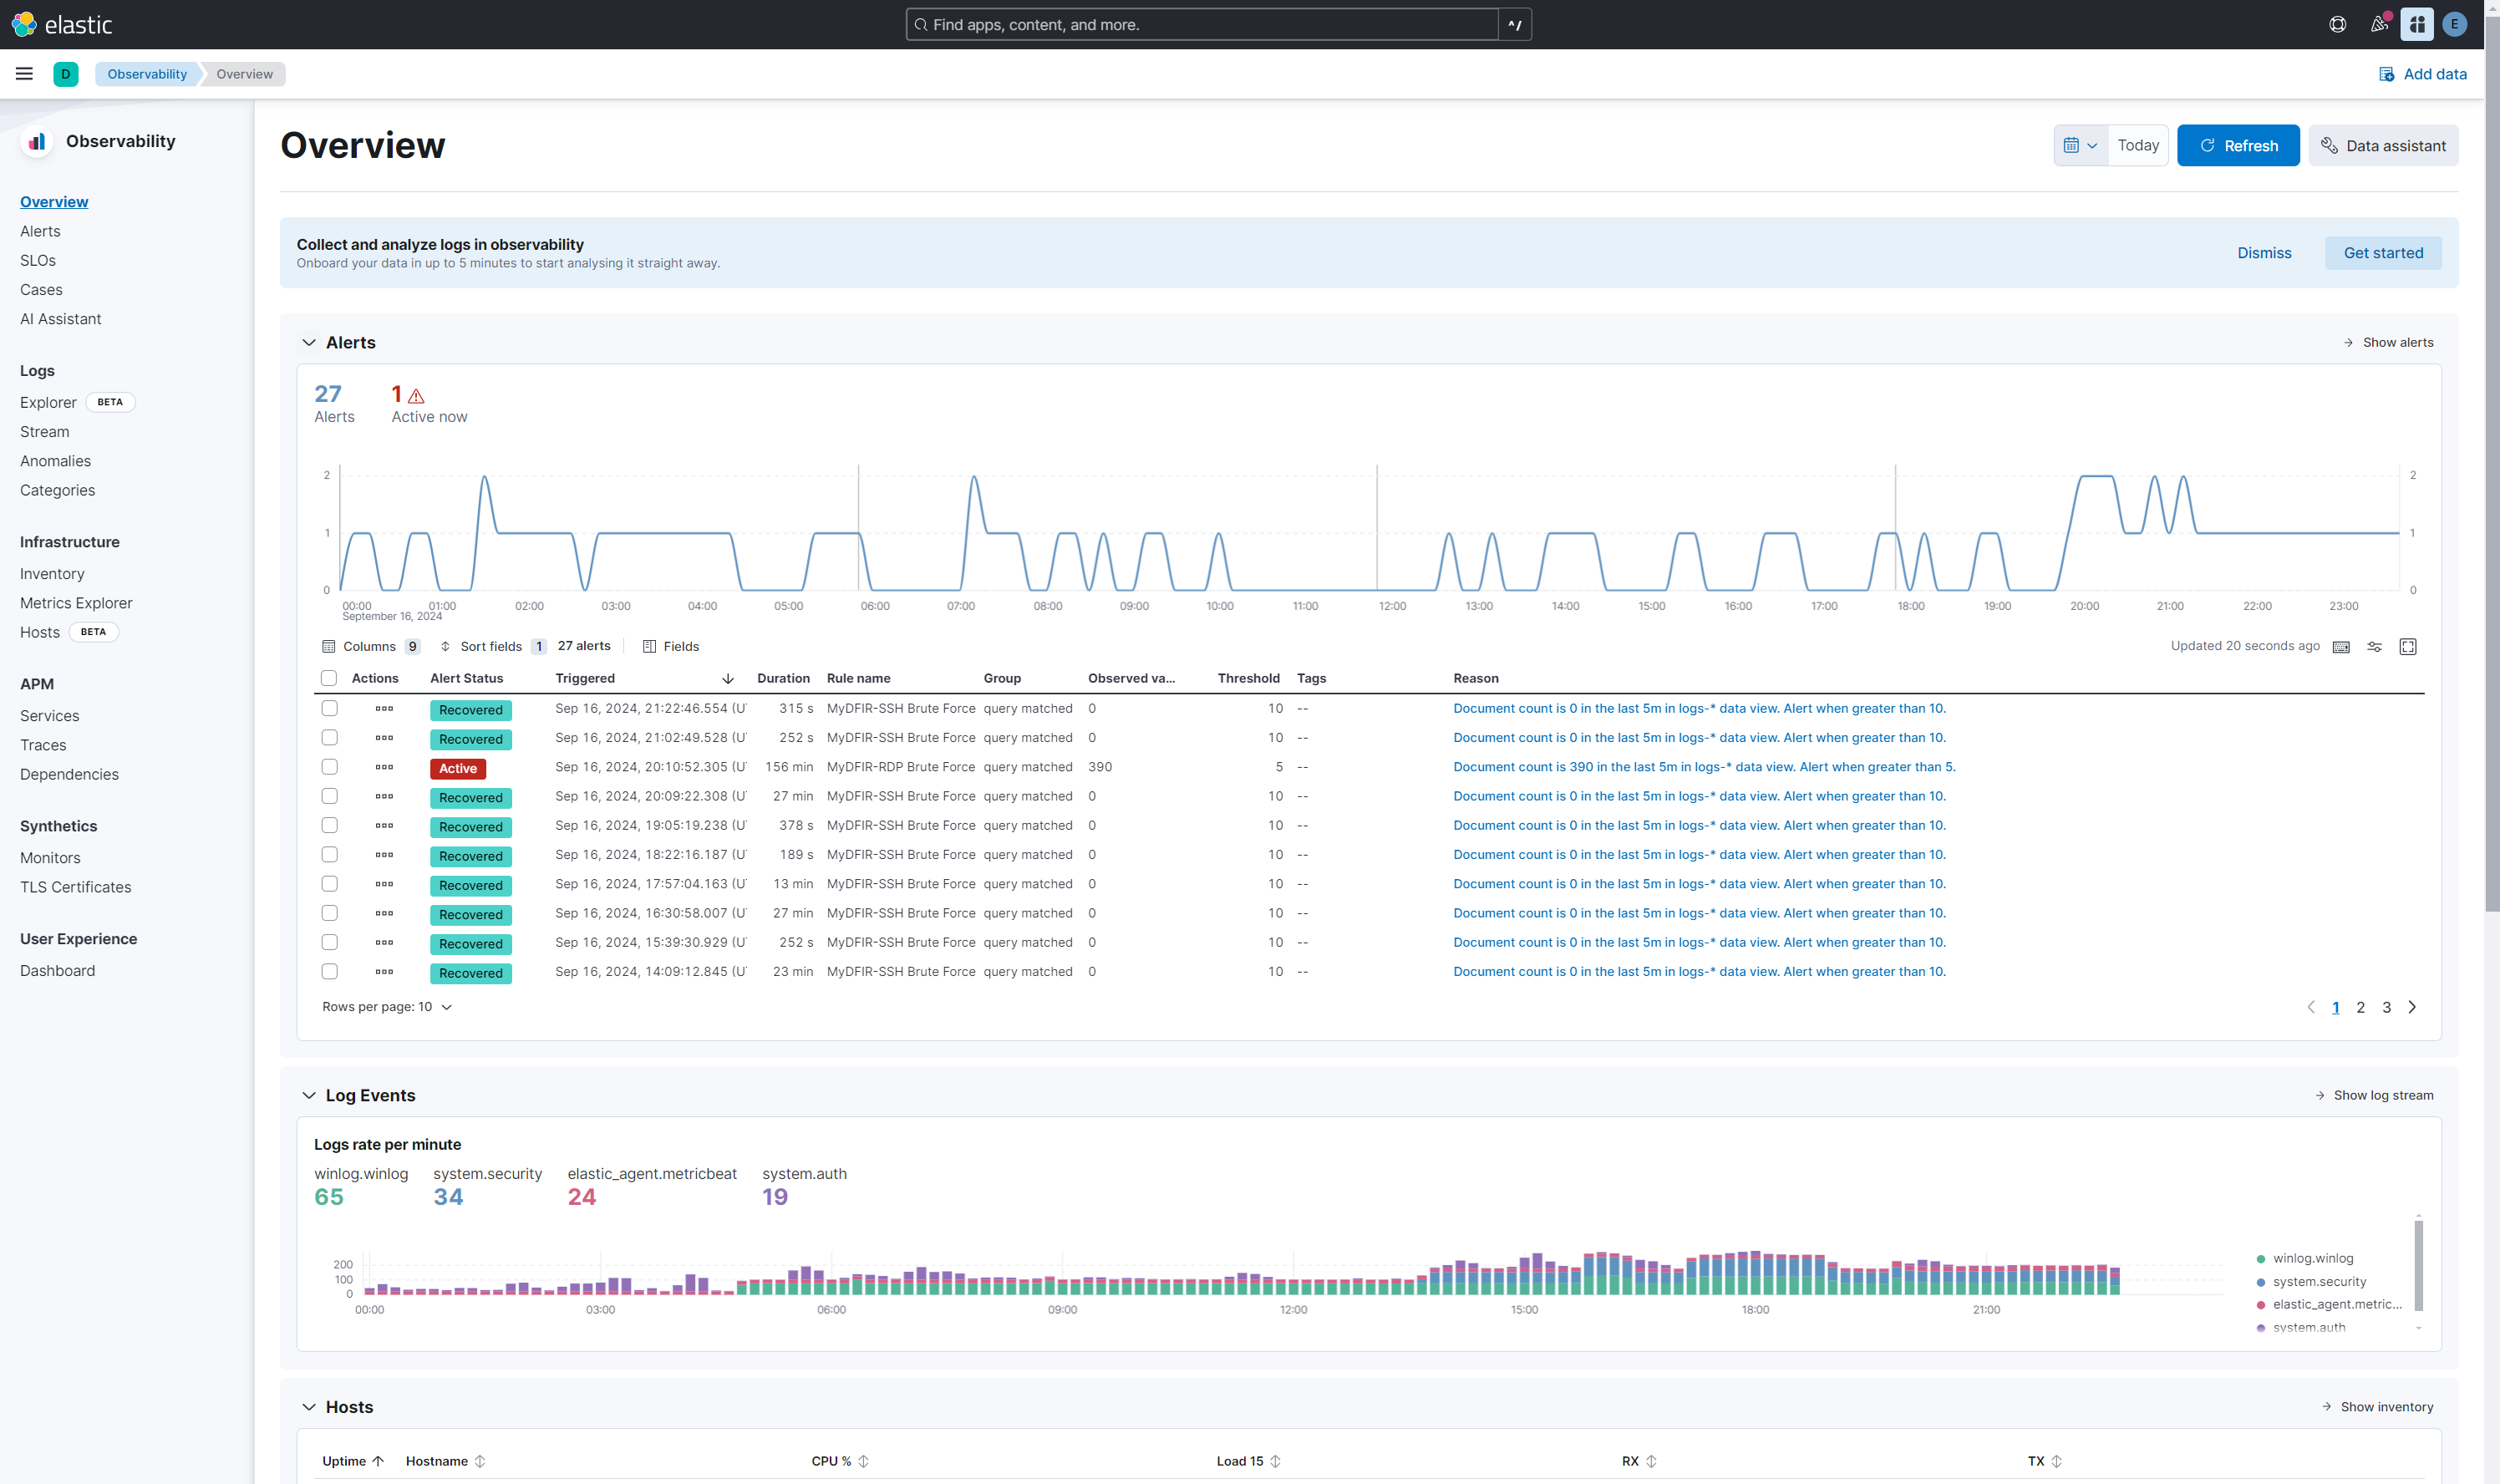 elastic
Find apps, content, and more.
^/
E
D
Observability
Overview
Add data
Observability
Overview
Alerts
SLOs
Cases
AI Assistant
Logs
Explorer BETA
Stream
Anomalies
Categories
Infrastructure
Inventory
Metrics Explorer
Hosts BETA
APM
Services
Traces
Dependencies
Synthetics
Monitors
TLS Certificates
User Experience
Dashboard
Overview
Today
Refresh
Data assistant
Collect and analyze logs in observability
Onboard your data in up to 5 minutes to start analysing it straight away.
Dismiss
Get started
Alerts
Show alerts
27 1
Alerts Active now
2 2
1 1
0 0
00:00 01:00 02:00 03:00 04:00 05:00 06:00 07:00 08:00 09:00 10:00 11:00 12:00 13:00 14:00 15:00 16:00 17:00 18:00 19:00 20:00 21:00 22:00 23:00
September 16, 2024
Columns 9 Sort fields 1 27 alerts Fields Updated 20 seconds ago
Actions Alert Status Triggered Duration Rule name Group Observed va... Threshold Tags Reason
Recovered Sep 16, 2024, 21:22:46.554 (U 315 s MyDFIR-SSH Brute Force query matched 0 10 -- Document count is 0 in the last 5m in logs-* data view. Alert when greater than 10.
Recovered Sep 16, 2024, 21:02:49.528 (U 252 s MyDFIR-SSH Brute Force query matched 0 10 -- Document count is 0 in the last 5m in logs-* data view. Alert when greater than 10.
Active Sep 16, 2024, 20:10:52.305 (U 156 min MyDFIR-RDP Brute Force query matched 390 5 -- Document count is 390 in the last 5m in logs-* data view. Alert when greater than 5.
Recovered Sep 16, 2024, 20:09:22.308 (U 27 min MyDFIR-SSH Brute Force query matched 0 10 -- Document count is 0 in the last 5m in logs-* data view. Alert when greater than 10.
Recovered Sep 16, 2024, 19:05:19.238 (U 378 s MyDFIR-SSH Brute Force query matched 0 10 -- Document count is 0 in the last 5m in logs-* data view. Alert when greater than 10.
Recovered Sep 16, 2024, 18:22:16.187 (U 189 s MyDFIR-SSH Brute Force query matched 0 10 -- Document count is 0 in the last 5m in logs-* data view. Alert when greater than 10.
Recovered Sep 16, 2024, 17:57:04.163 (U 13 min MyDFIR-SSH Brute Force query matched 0 10 -- Document count is 0 in the last 5m in logs-* data view. Alert when greater than 10.
Recovered Sep 16, 2024, 16:30:58.007 (U 27 min MyDFIR-SSH Brute Force query matched 0 10 -- Document count is 0 in the last 5m in logs-* data view. Alert when greater than 10.
Recovered Sep 16, 2024, 15:39:30.929 (U 252 s MyDFIR-SSH Brute Force query matched 0 10 -- Document count is 0 in the last 5m in logs-* data view. Alert when greater than 10.
Recovered Sep 16, 2024, 14:09:12.845 (U 23 min MyDFIR-SSH Brute Force query matched 0 10 -- Document count is 0 in the last 5m in logs-* data view. Alert when greater than 10.
Rows per page: 10 1 2 3
Log Events
Show log stream
Logs rate per minute
winlog.winlog system.security elastic_agent.metricbeat system.auth
65 34 24 19
200
100
0
00:00 03:00 06:00 09:00 12:00 15:00 18:00 21:00
winlog.winlog
system.security
elastic_agent.metric...
system.auth
Hosts
Show inventory
Uptime Hostname CPU % Load 15 RX TX